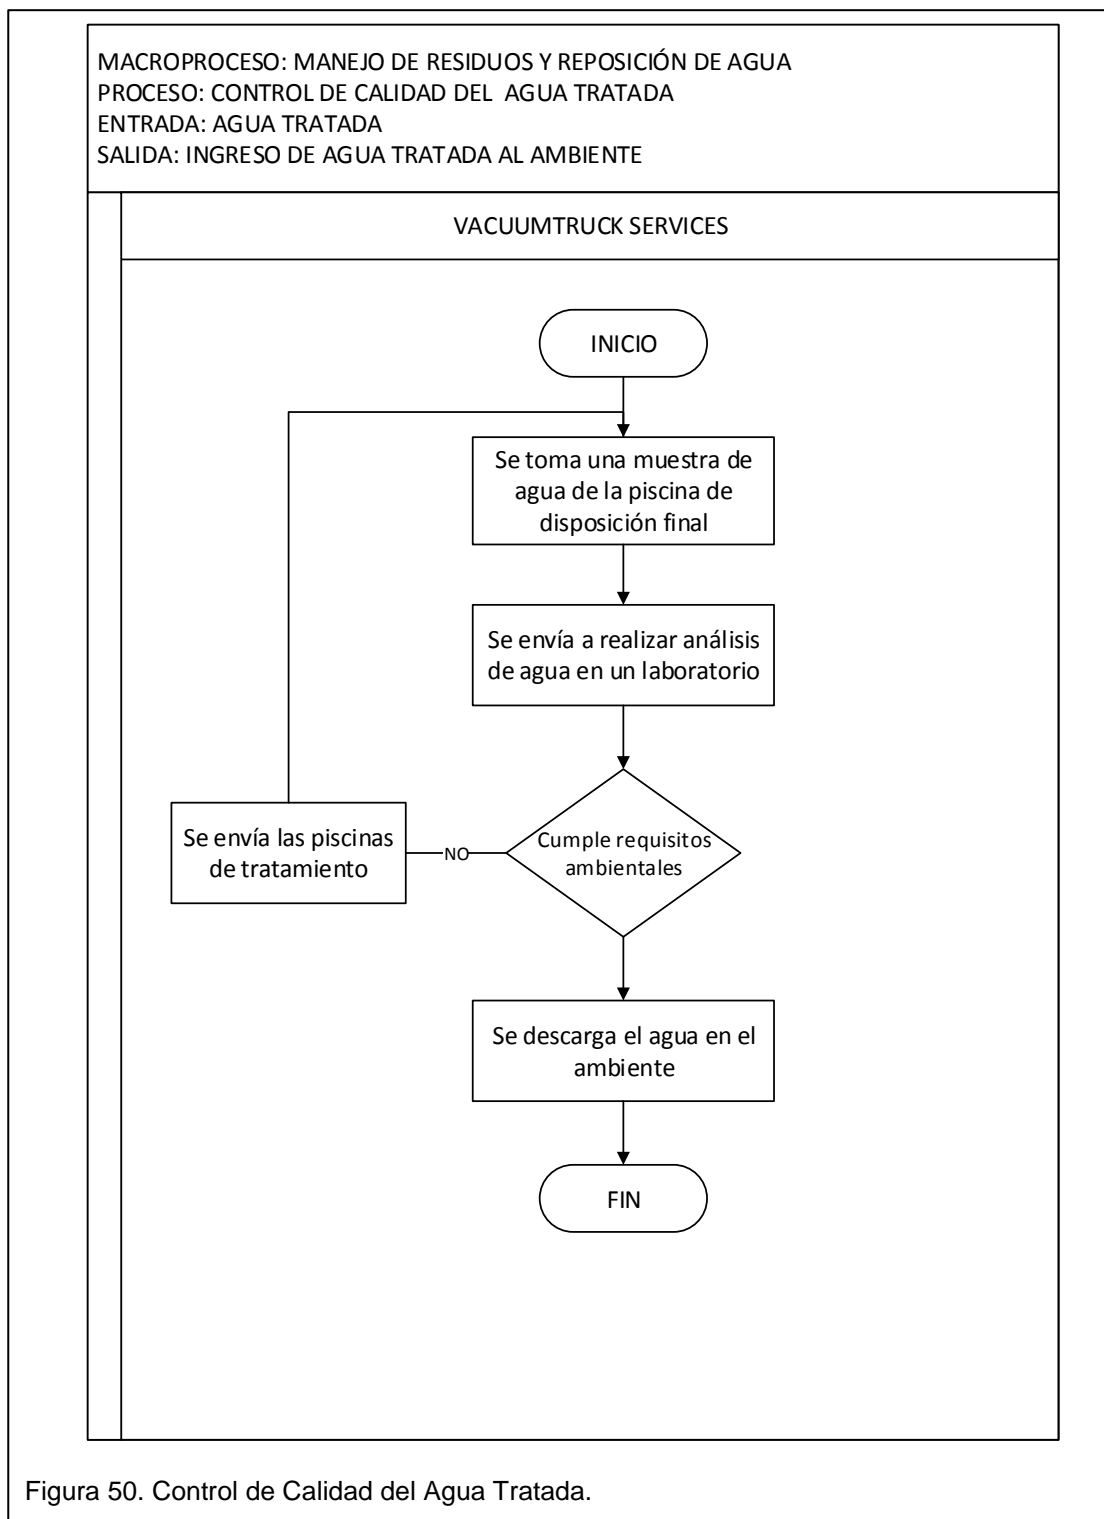 MACROPROCESO: MANEJO DE RESIDUOS Y REPOSICIÓN DE AGUA
PROCESO: CONTROL DE CALIDAD DEL  AGUA TRATADA
ENTRADA: AGUA TRATADA
SALIDA: INGRESO DE AGUA TRATADA AL AMBIENTE
VACUUMTRUCK SERVICES
INICIO
Se toma una muestra de
agua de la piscina de
disposición final
Se envía a realizar análisis
de agua en un laboratorio
Cumple requisitos
ambientales
NO
Se envía las piscinas
de tratamiento
Se descarga el agua en el
ambiente
FIN
Figura 50. Control de Calidad del Agua Tratada.